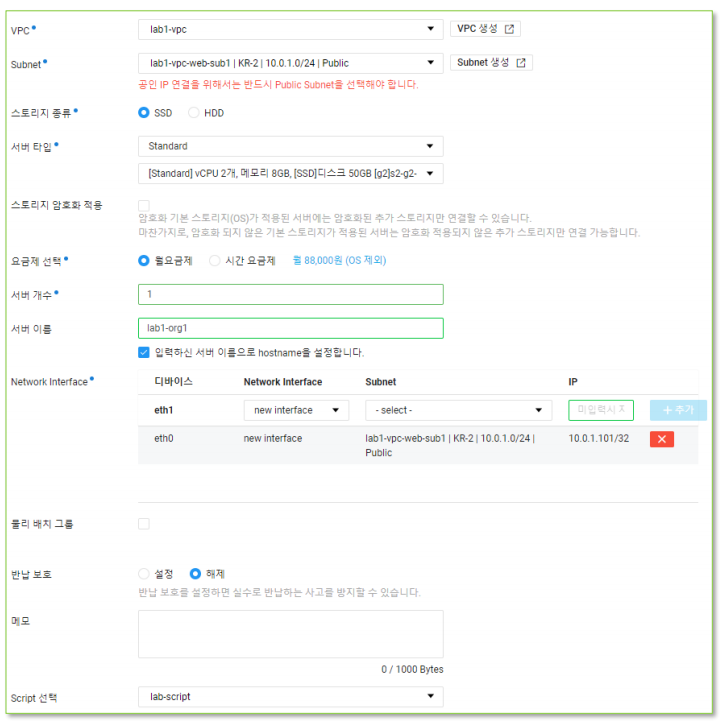 VPC lab1-vpc VPC 생성
Subnet lab1-vpc-web-sub1 | KR-2 | 10.0.1.0/24 | Public Subnet 생성
공인 IP 연결을 위해서는 반드시 Public Subnet을 선택해야 합니다.
스토리지 종류 SSD HDD
서버 타입 Standard
[Standard] vCPU 2개, 메모리 8GB, [SSD]디스크 50GB [g2]s2-g2-
스토리지 암호화 적용
암호화 기본 스토리지(OS)가 적용된 서버에는 암호화된 추가 스토리지만 연결할 수 있습니다.
마찬가지로, 암호화 되지 않은 기본 스토리지가 적용된 서버는 암호화 적용되지 않은 추가 스토리지만 연결 가능합니다.
요금제 선택 월요금제 시간 요금제 월 88,000원 (OS 제외)
서버 개수 1
서버 이름 lab1-org1
입력하신 서버 이름으로 hostname을 설정합니다.
Network Interface 디바이스 Network Interface Subnet IP
eth1 new interface - select - 미입력시 + 추가
eth0 new interface lab1-vpc-web-sub1 | KR-2 | 10.0.1.0/24 | 10.0.1.101/32
Public
물리 배치 그룹
반납 보호 설정 해제
반납 보호를 설정하면 실수로 반납하는 사고를 방지할 수 있습니다.
메모
0 / 1000 Bytes
Script 선택 lab-script